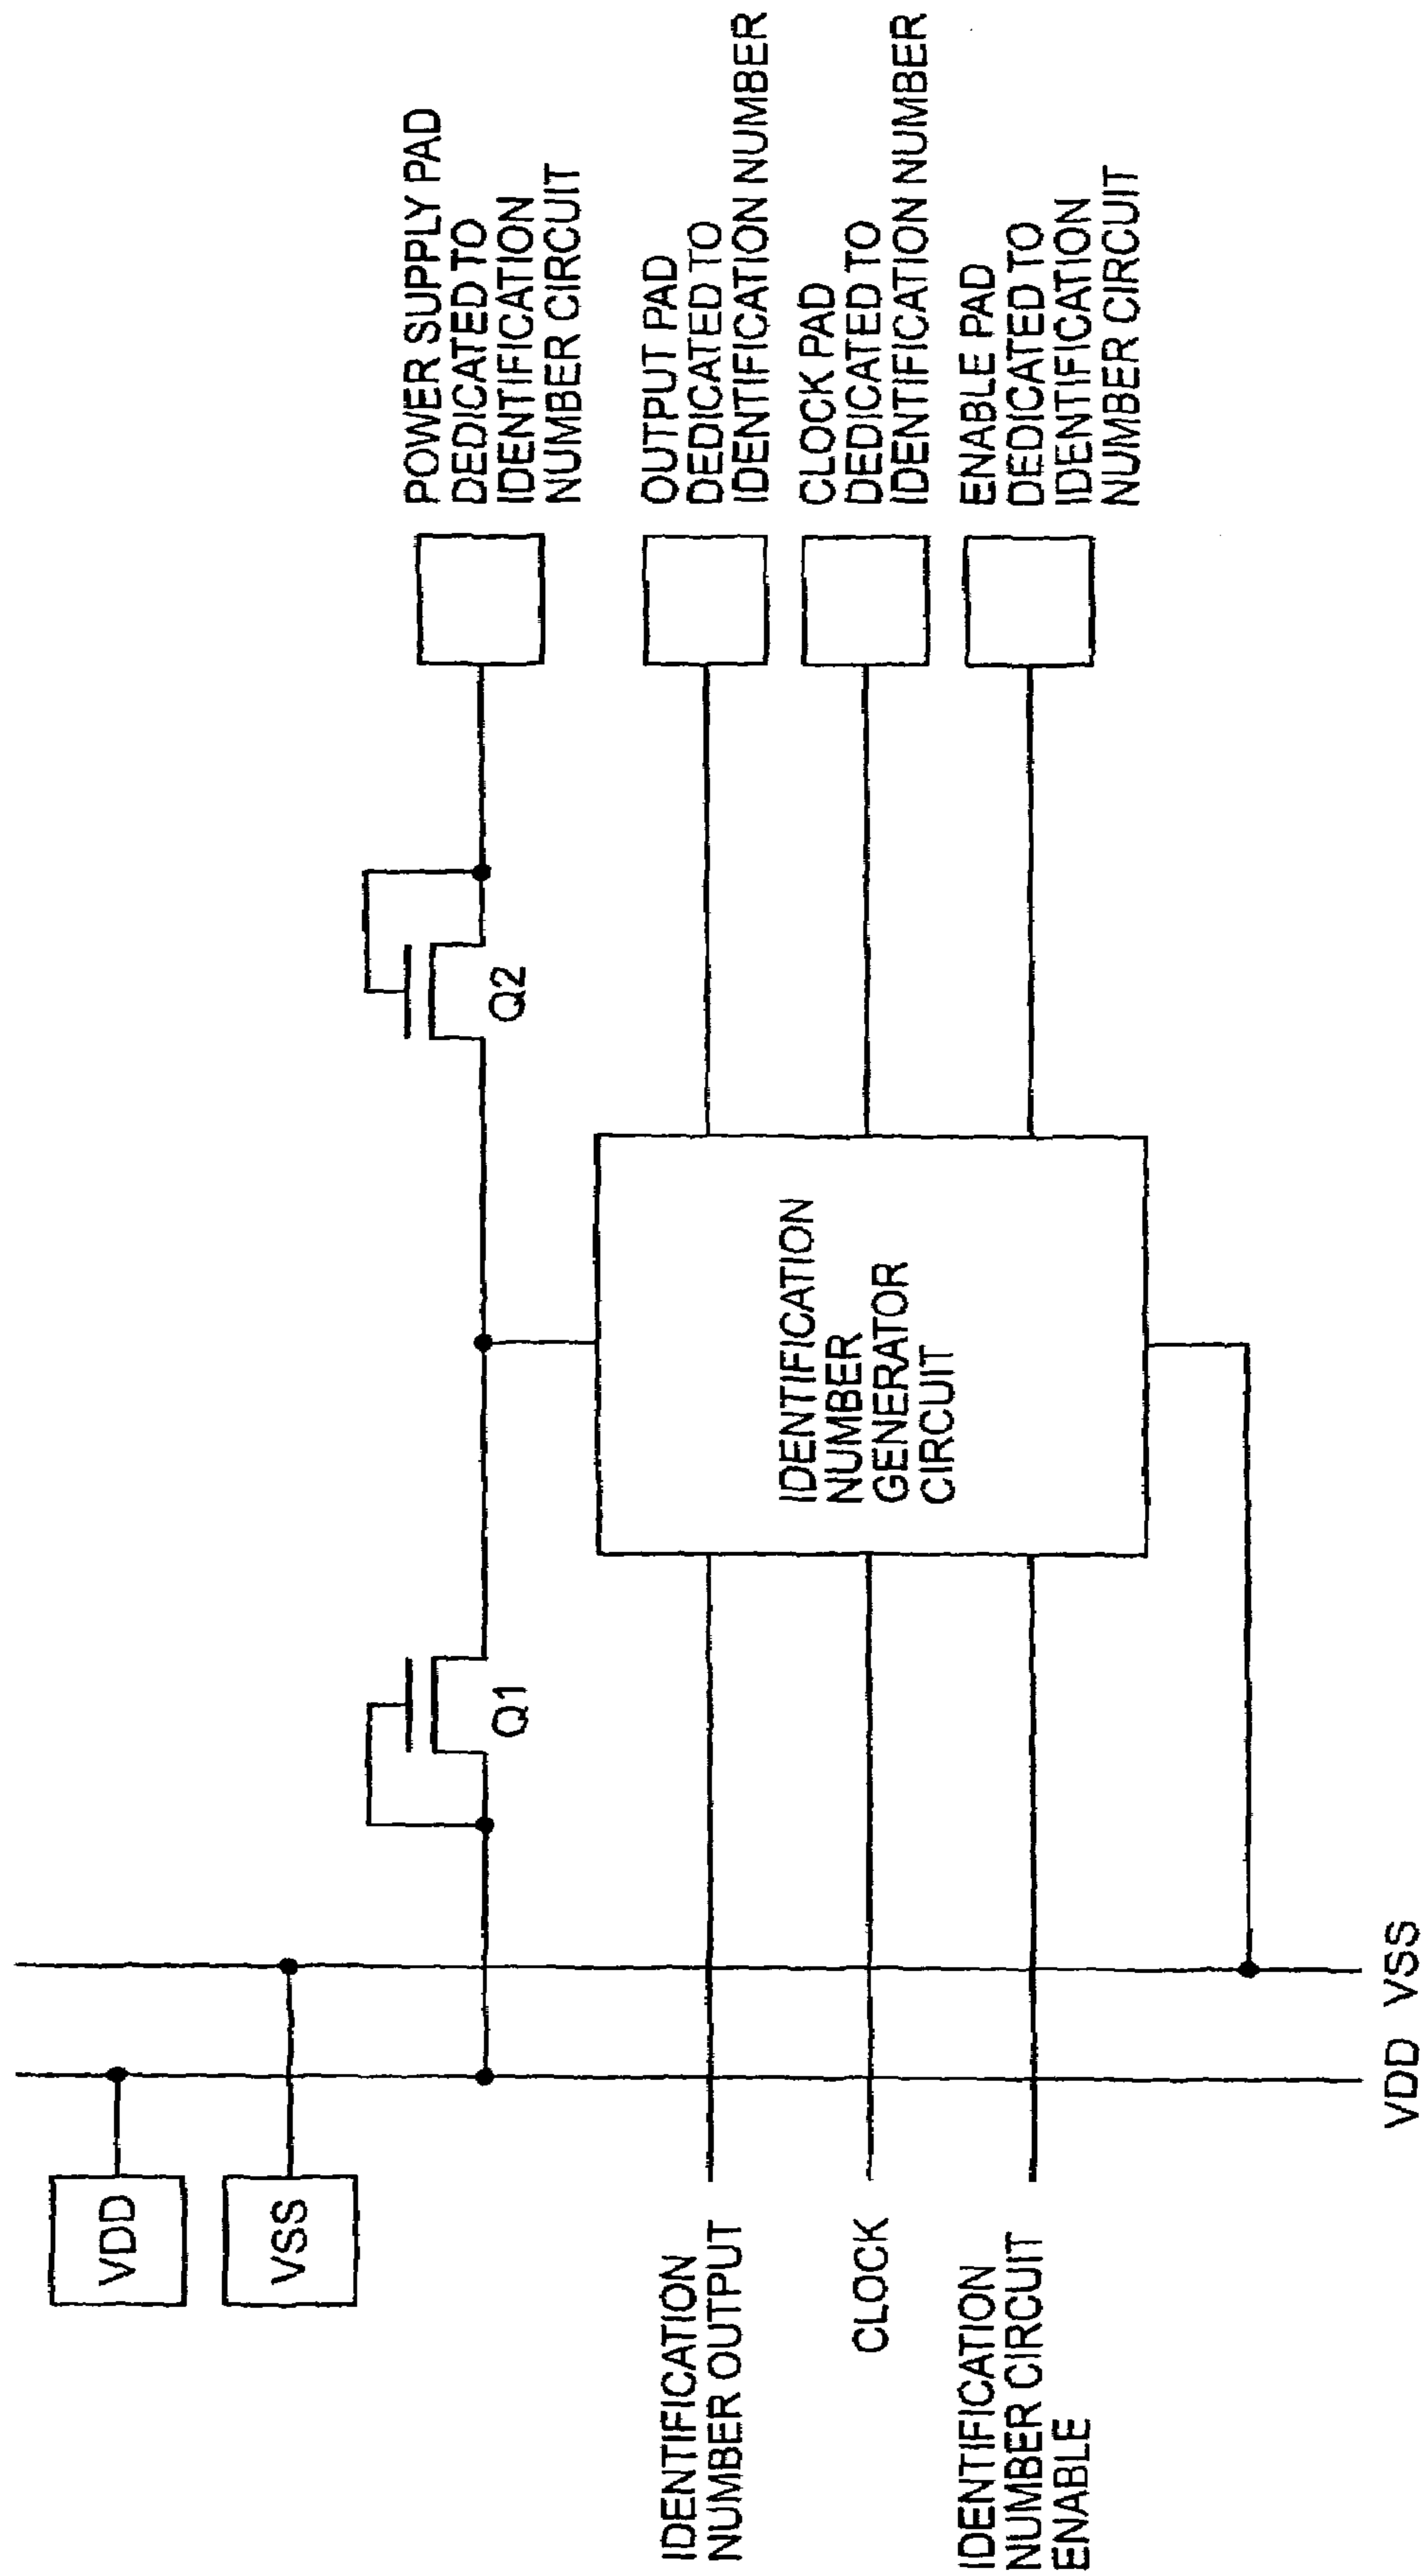 VDD
VSS
IDENTIFICATION
NUMBER OUTPUT
CLOCK
IDENTIFICATION
NUMBER CIRCUIT
ENABLE
VDD
VSS
Q1
Q2
IDENTIFICATION
NUMBER
GENERATOR
CIRCUIT
POWER SUPPLY PAD
DEDICATED TO
IDENTIFICATION
NUMBER CIRCUIT
OUTPUT PAD
DEDICATED TO
IDENTIFICATION NUMBER
CLOCK PAD
DEDICATED TO
IDENTIFICATION NUMBER
ENABLE PAD
DEDICATED TO
IDENTIFICATION
NUMBER CIRCUIT